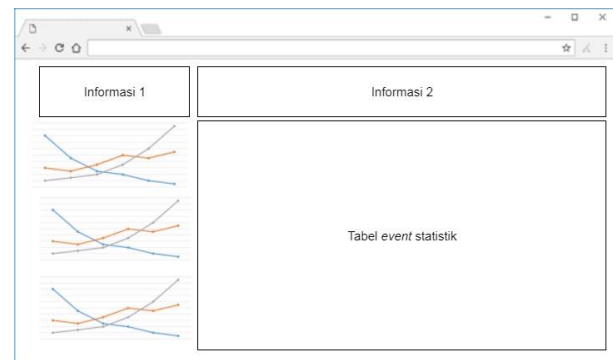 Informasi 1
Informasi 2
Tabel event statistik